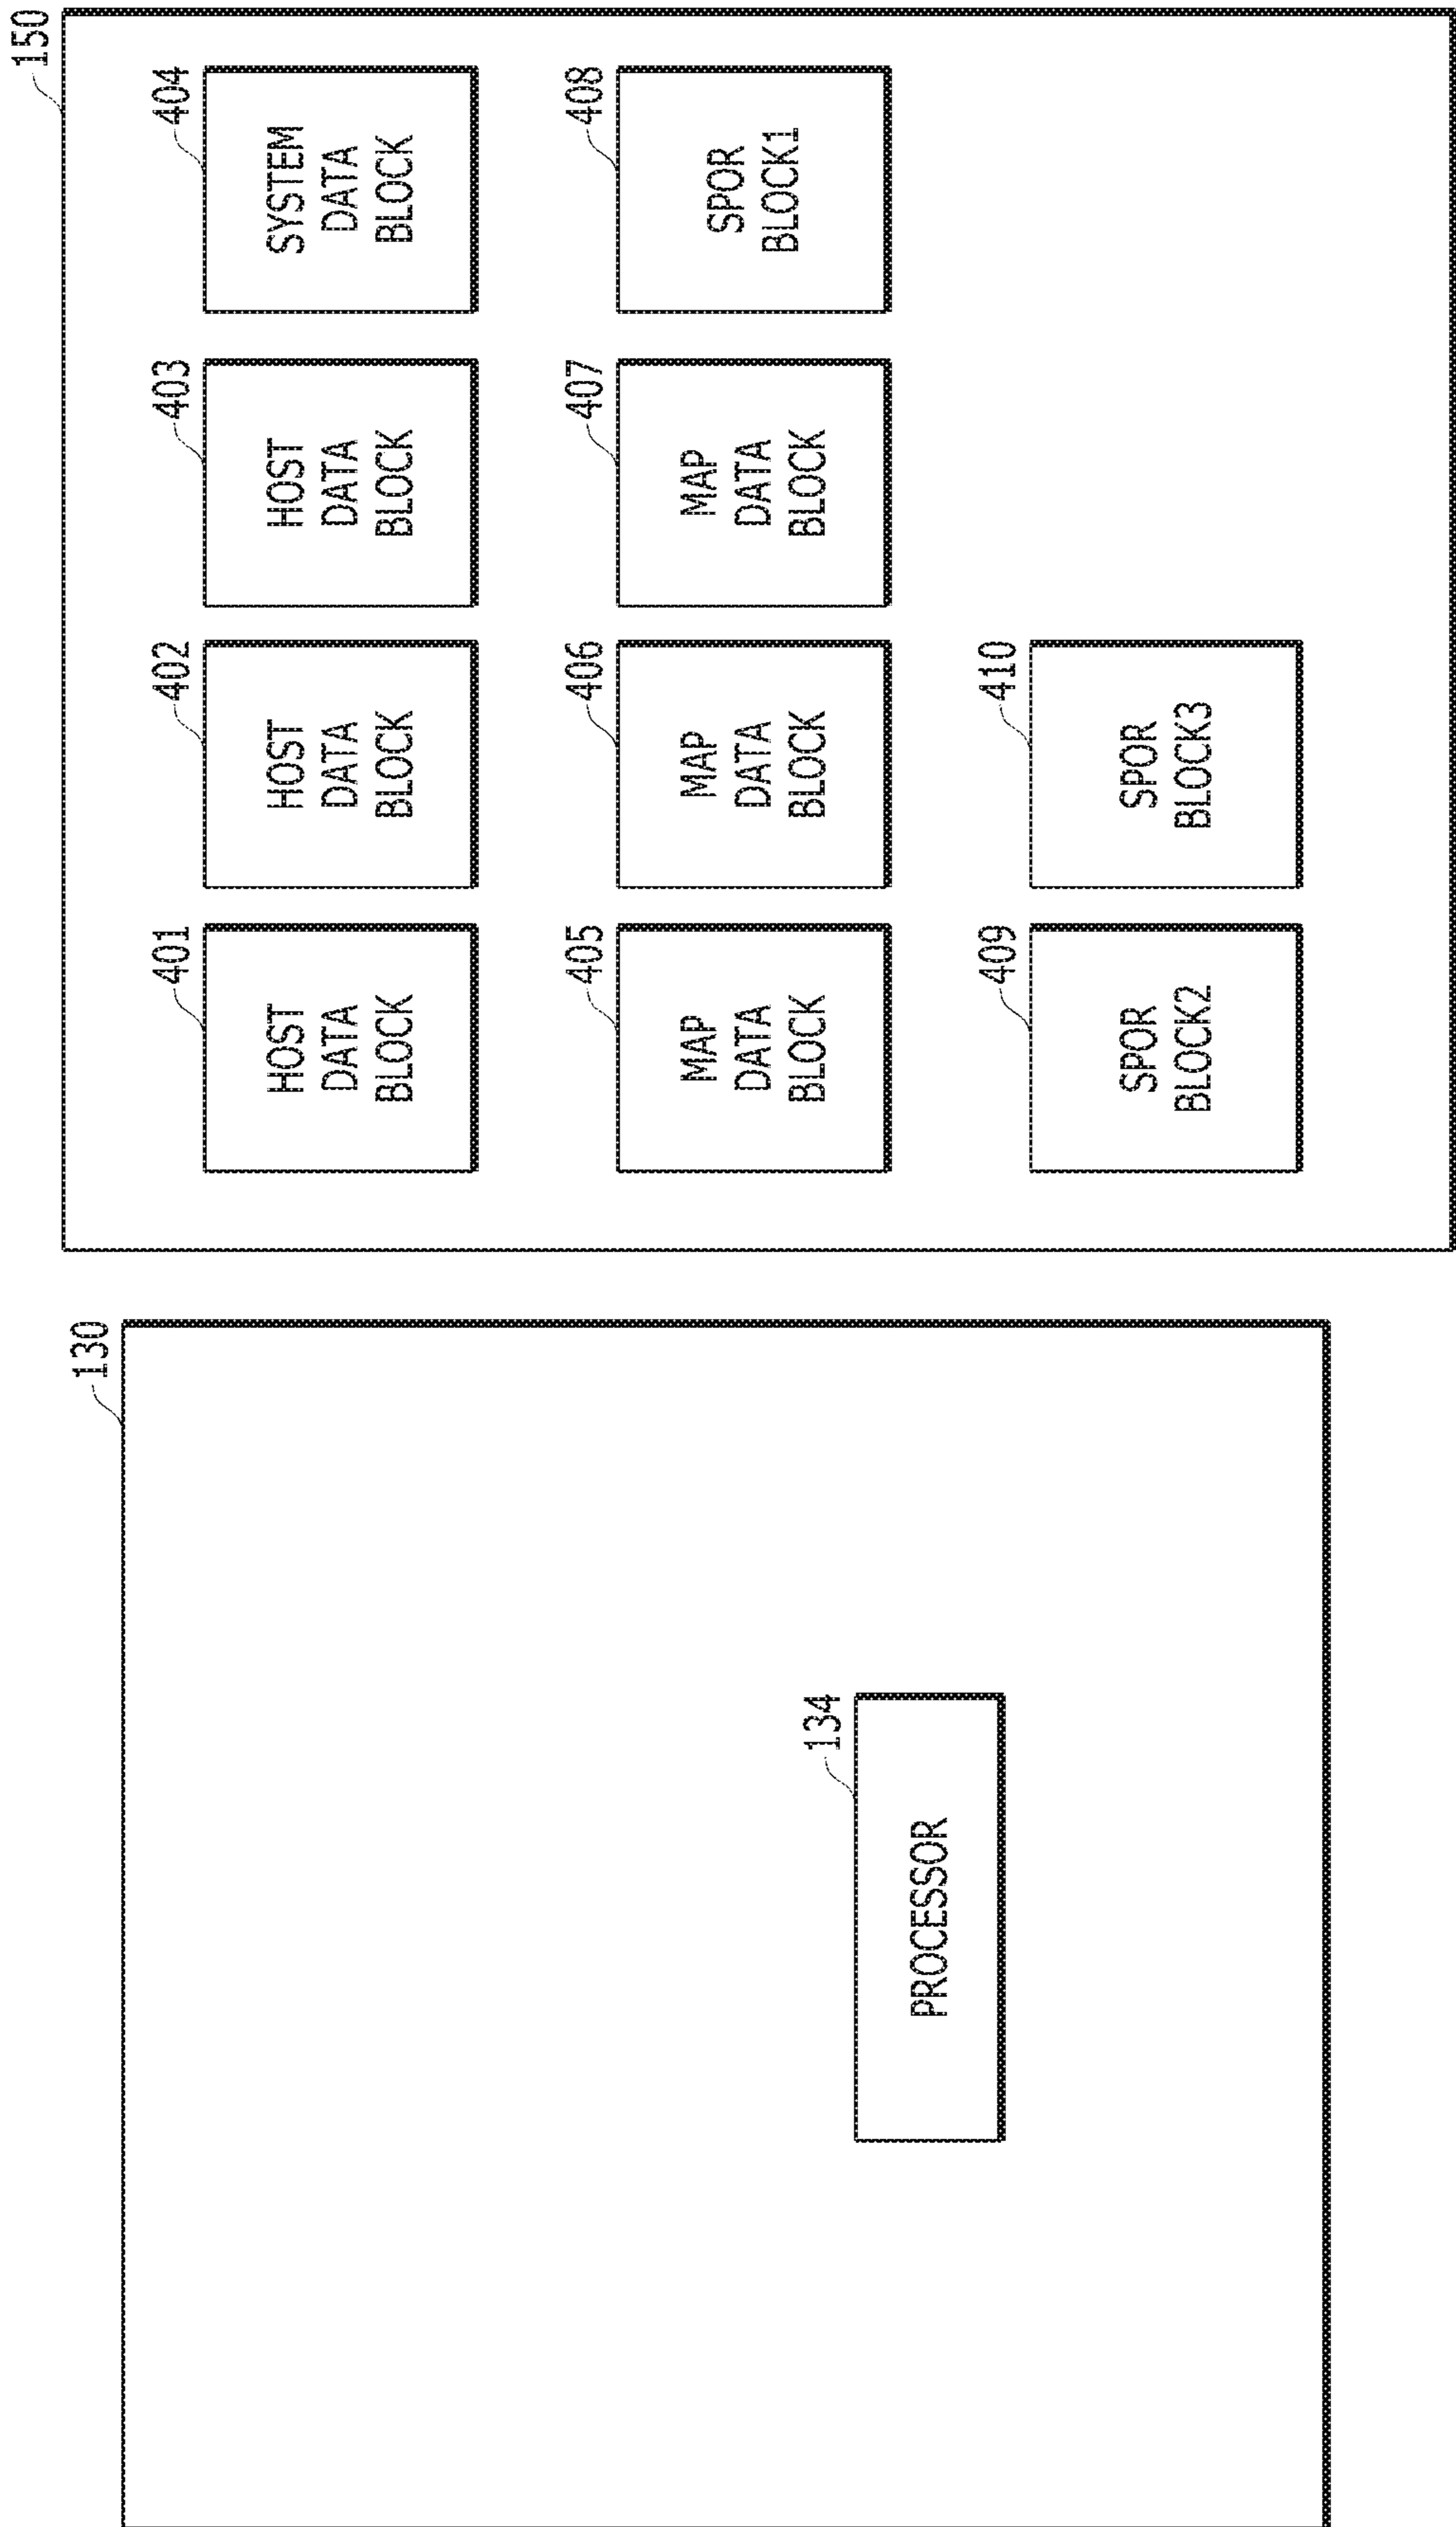 130
134
PROCESSOR
150
401
HOST
DATA
BLOCK
402
HOST
DATA
BLOCK
403
HOST
DATA
BLOCK
404
SYSTEM
DATA
BLOCK
405
MAP
DATA
BLOCK
406
MAP
DATA
BLOCK
407
MAP
DATA
BLOCK
408
SPOR
BLOCK1
409
SPOR
BLOCK2
410
SPOR
BLOCK3